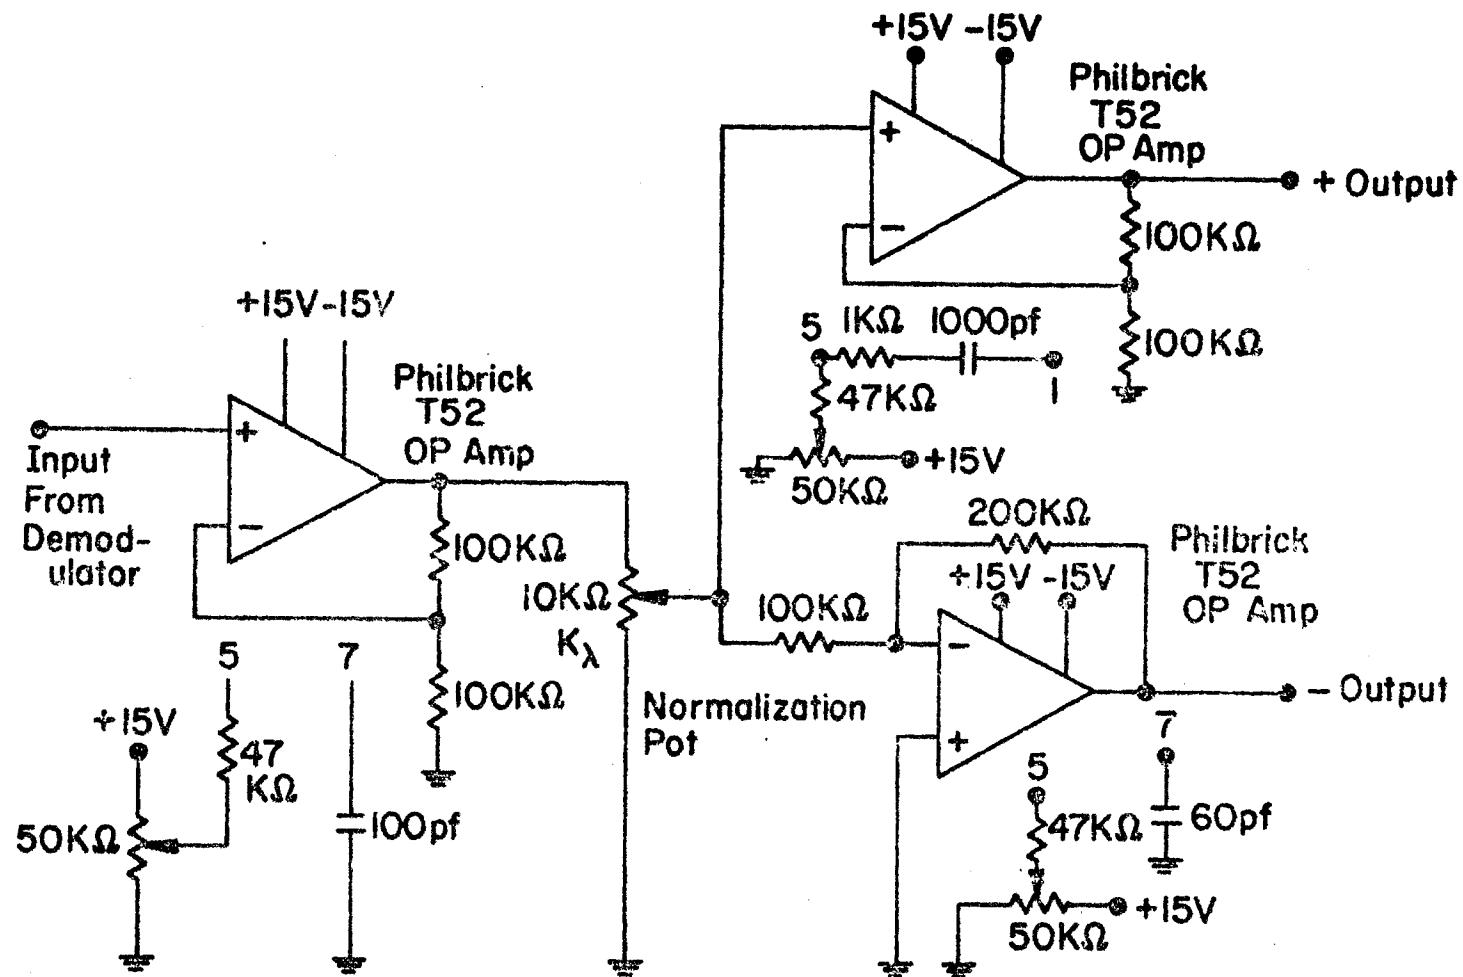 +15V -15V
Philbrick
T52
OP Amp
+
-
+ Output
100KΩ
100KΩ
5
1KΩ
1000pf
1
47KΩ
+15V
50KΩ
+15V -15V
Philbrick
T52
OP Amp
+
-
Input
From
Demod-
ulator
100KΩ
100KΩ
10KΩ
Kλ
Normalization
Pot
5
7
+15V
47
KΩ
50KΩ
100pf
200KΩ
Philbrick
T52
OP Amp
+15V -15V
100KΩ
-
+
- Output
7
5
47KΩ
60pf
+15V
50KΩ